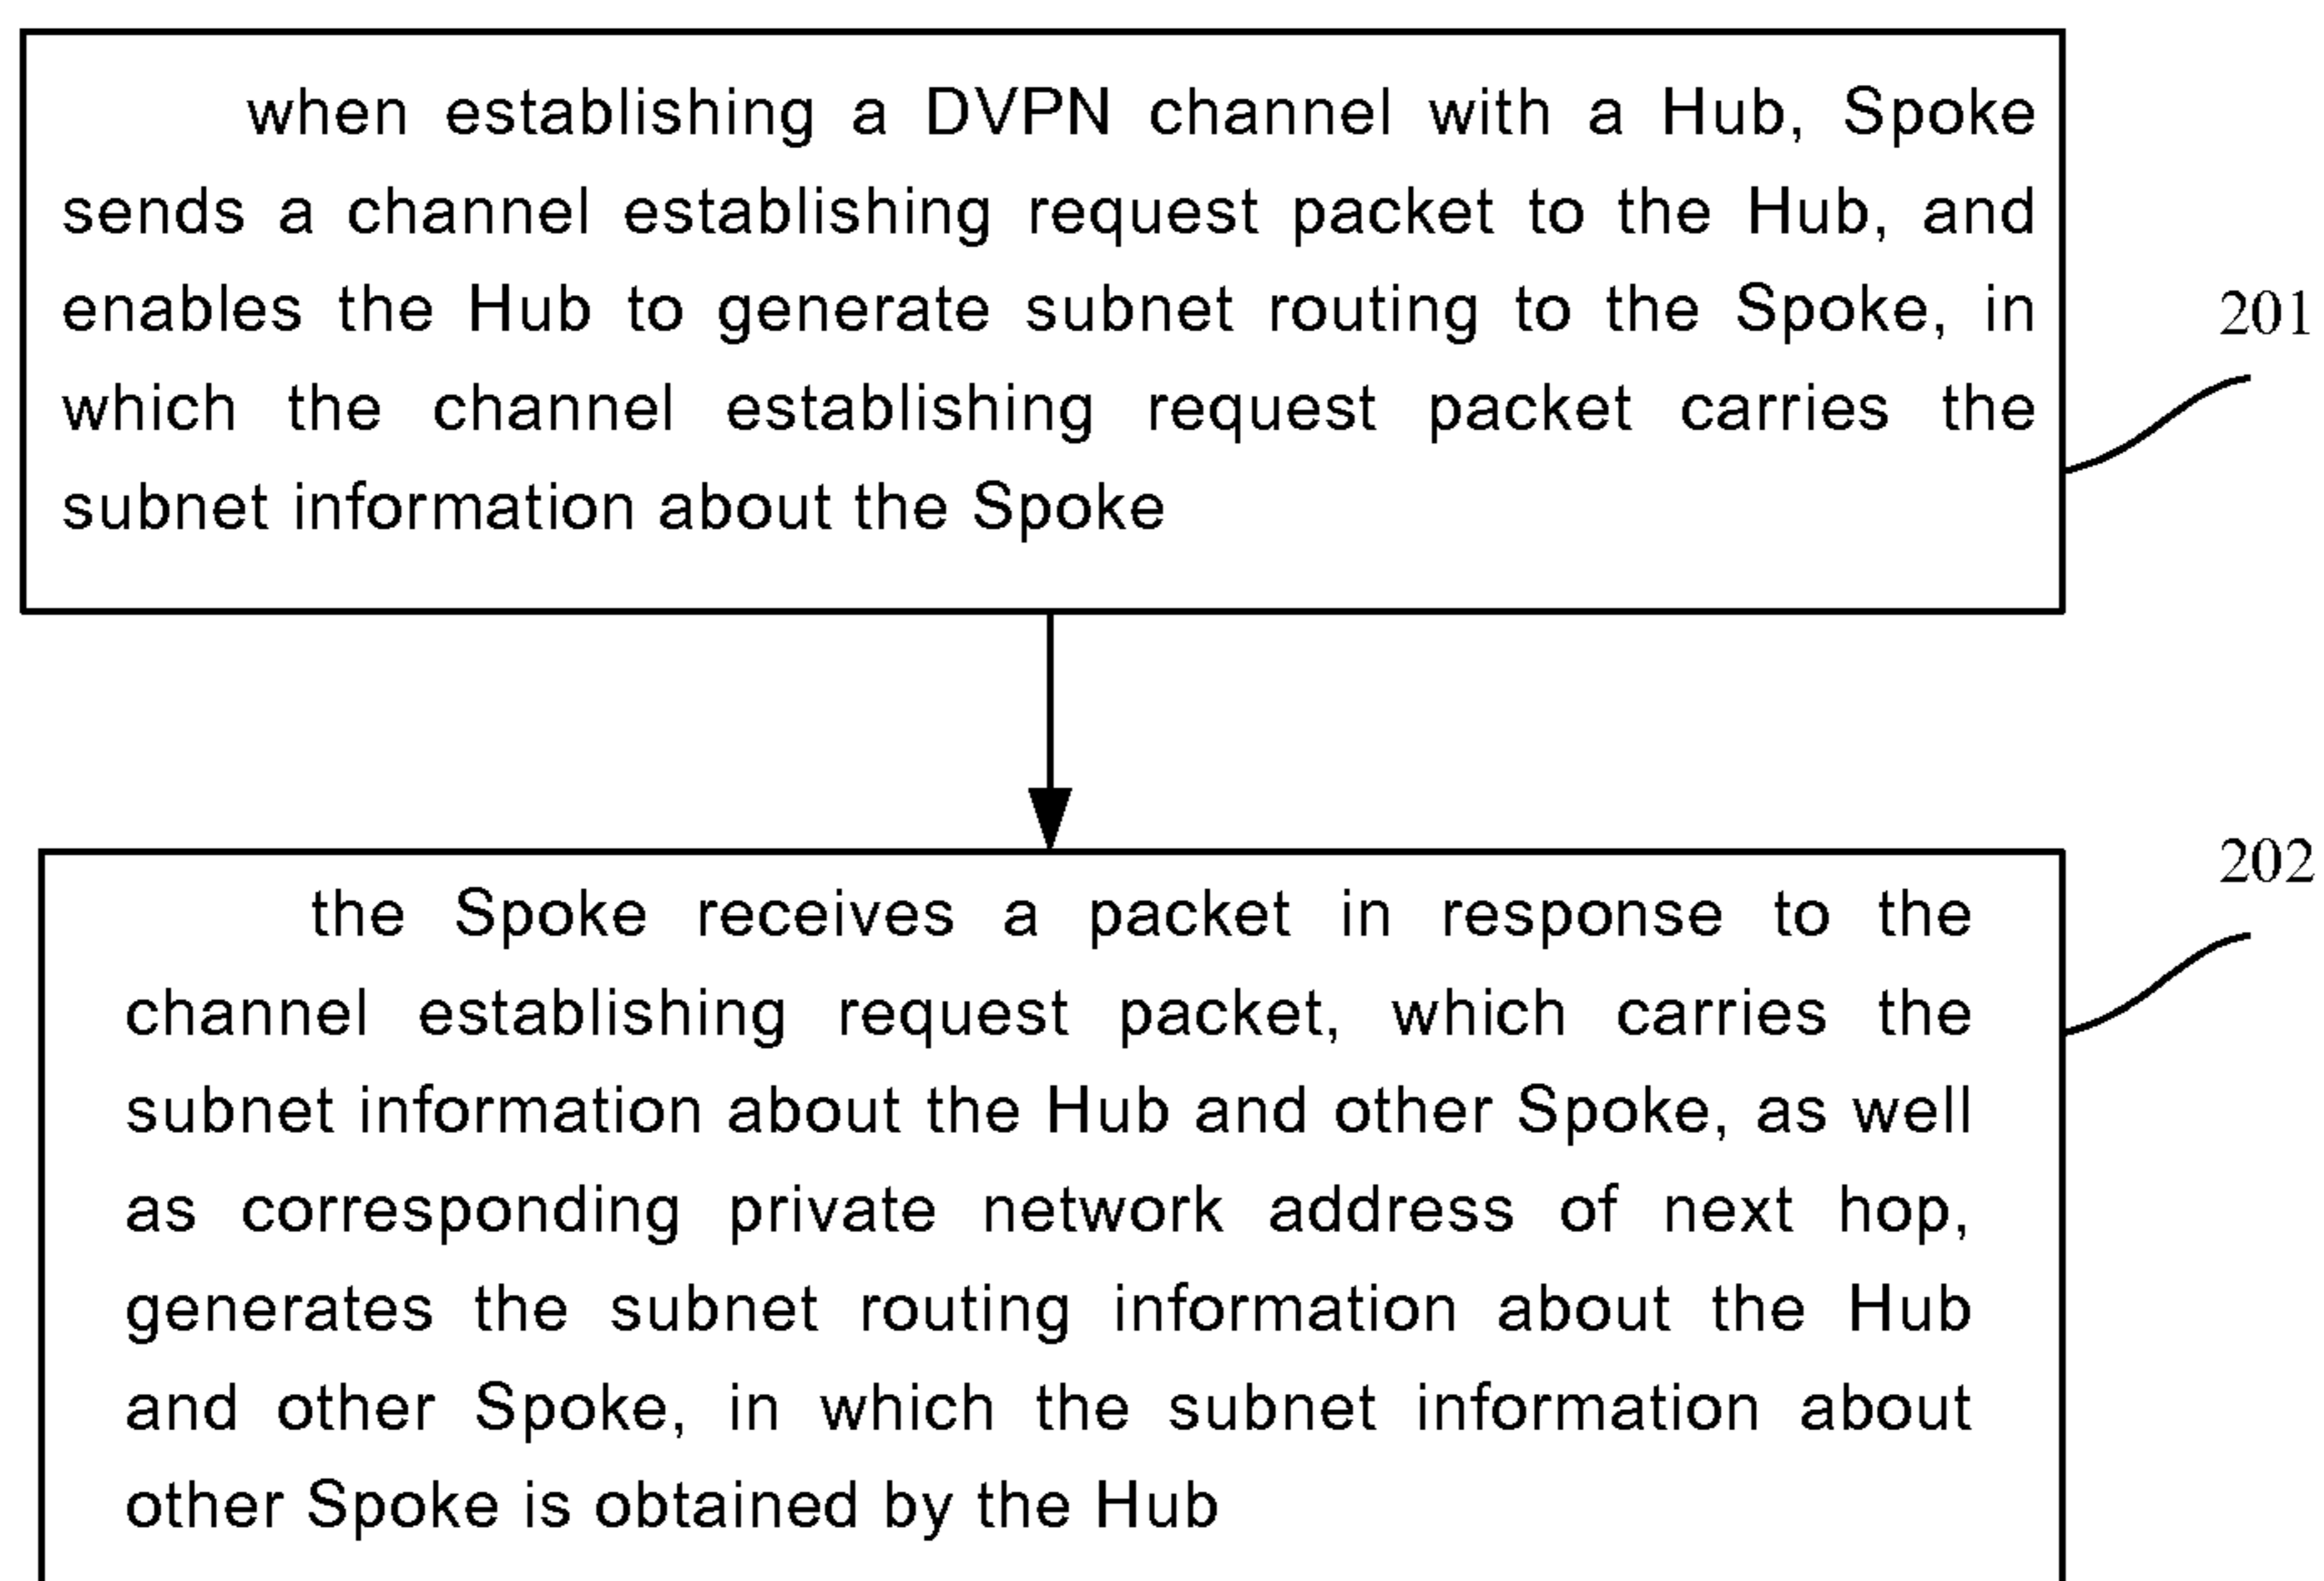 when establishing a DVPN channel with a Hub, Spoke
sends a channel establishing request packet to the Hub, and
enables the Hub to generate subnet routing to the Spoke, in
which the channel establishing request packet carries the
subnet information about the Spoke
201
the Spoke receives a packet in response to the
channel establishing request packet, which carries the
subnet information about the Hub and other Spoke, as well
as corresponding private network address of next hop,
generates the subnet routing information about the Hub
and other Spoke, in which the subnet information about
other Spoke is obtained by the Hub
202